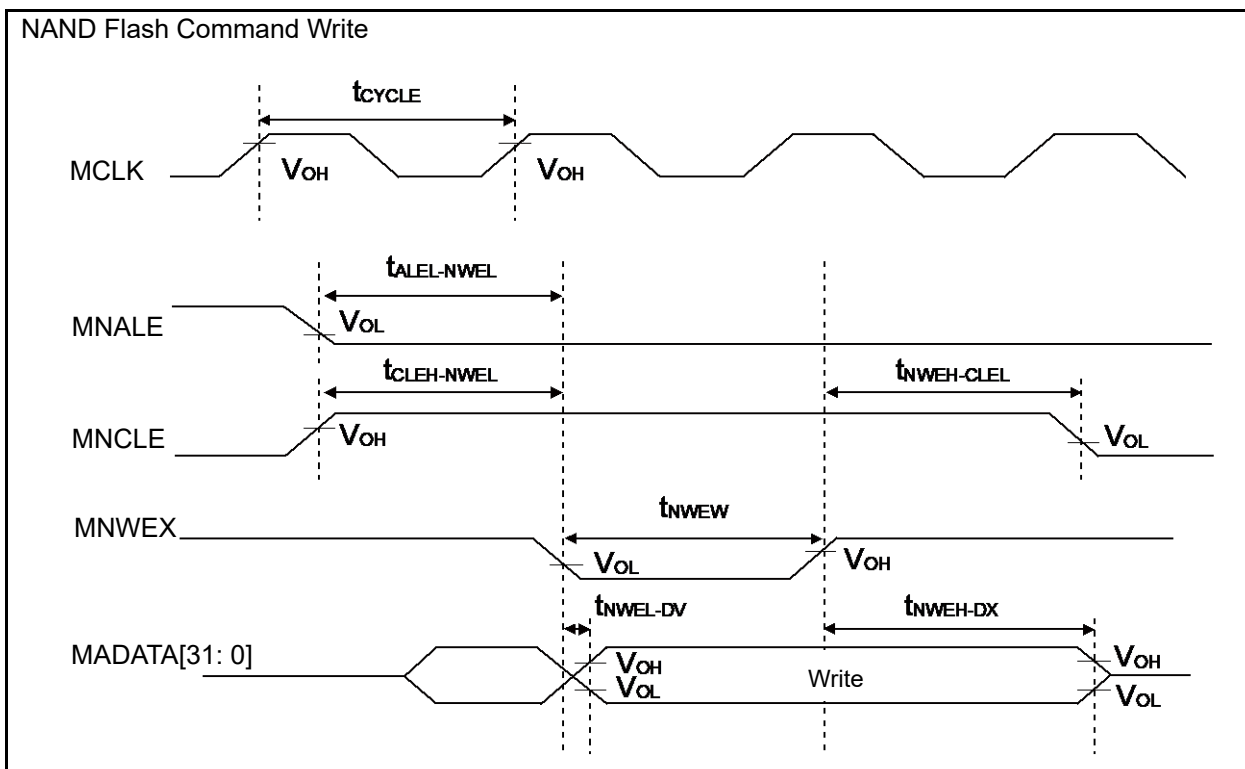 NAND Flash Command Write
tCYCLE
MCLK
VOH
VOH
tALEL-NWEL
MNALE
VOL
tCLEH-NWEL
tNWEH-CLEL
MNCLE
VOH
VOL
tNWEW
MNWEX
VOL
VOH
tNWEL-DV
tNWEH-DX
MADATA[31: 0]
VOH
VOL
Write
VOH
VOL